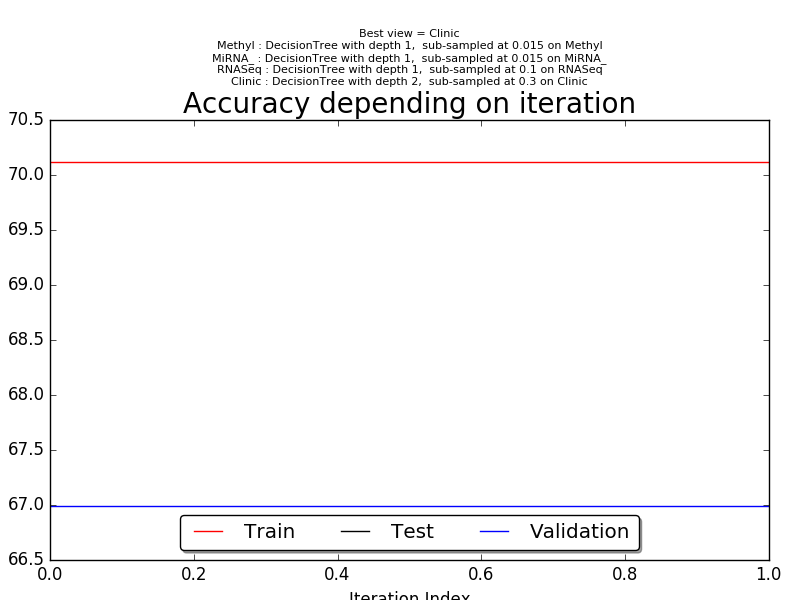 Best view = Clinic
Methyl : DecisionTree with depth 1,  sub-sampled at 0.015 on Methyl
MiRNA_ : DecisionTree with depth 1,  sub-sampled at 0.015 on MiRNA_
RNASeq : DecisionTree with depth 1,  sub-sampled at 0.1 on RNASeq
Clinic : DecisionTree with depth 2,  sub-sampled at 0.3 on Clinic
Accuracy depending on iteration
70.5
70.0
69.5
69.0
68.5
68.0
67.5
67.0
66.5
Train Test Validation
0.0 0.2 0.4 0.6 0.8 1.0
Iteration Index